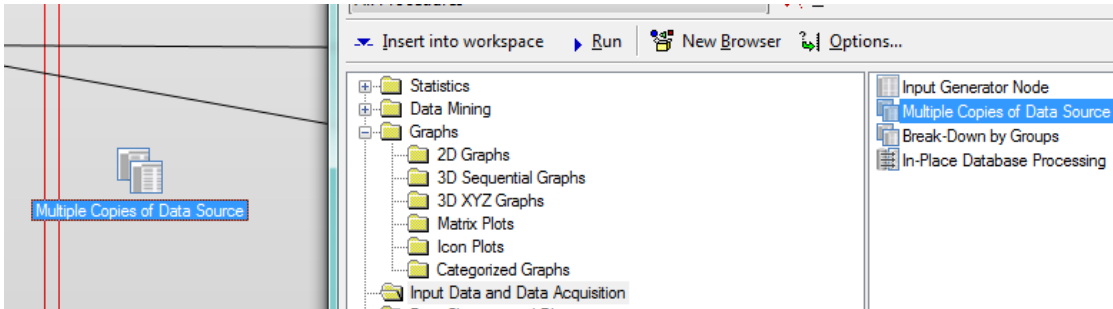 Insert into workspace Run New Browser Options...
Statistics
Data Mining
Graphs
2D Graphs
3D Sequential Graphs
3D XYZ Graphs
Matrix Plots
Icon Plots
Categorized Graphs
Input Data and Data Acquisition
Input Generator Node
Multiple Copies of Data Source
Break-Down by Groups
In-Place Database Processing
Multiple Copies of Data Source